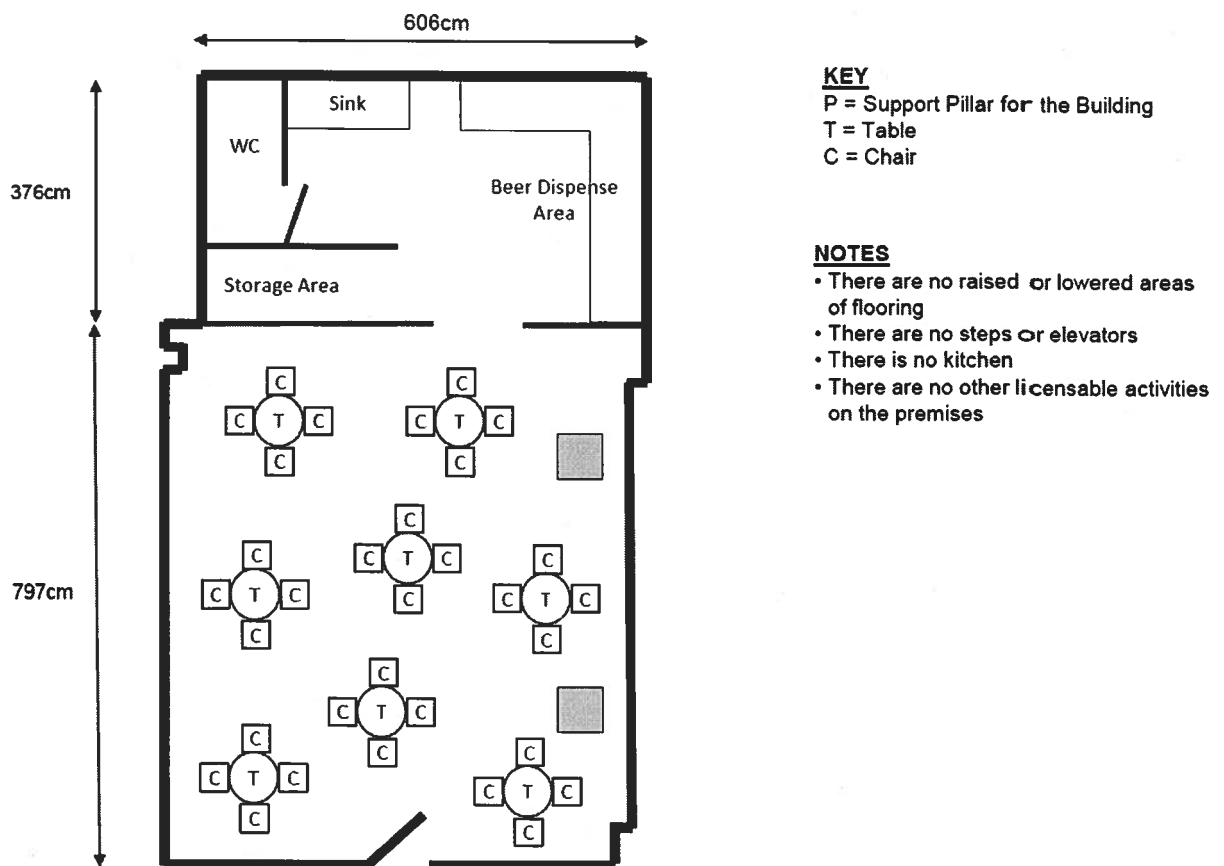 606cm
376cm
Sink
WC
Beer Dispense
Area
Storage Area
797cm
C
C T C
C
C
C T C
C
C
C T C
C
C
C T C
C
C
C T C
C
C
C T C
C
C
C T C
C
C
C T C
C
KEY
P = Support Pillar for the Building
T = Table
C = Chair
NOTES
• There are no raised or lowered areas
of flooring
• There are no steps or elevators
• There is no kitchen
• There are no other licensable activities
on the premises